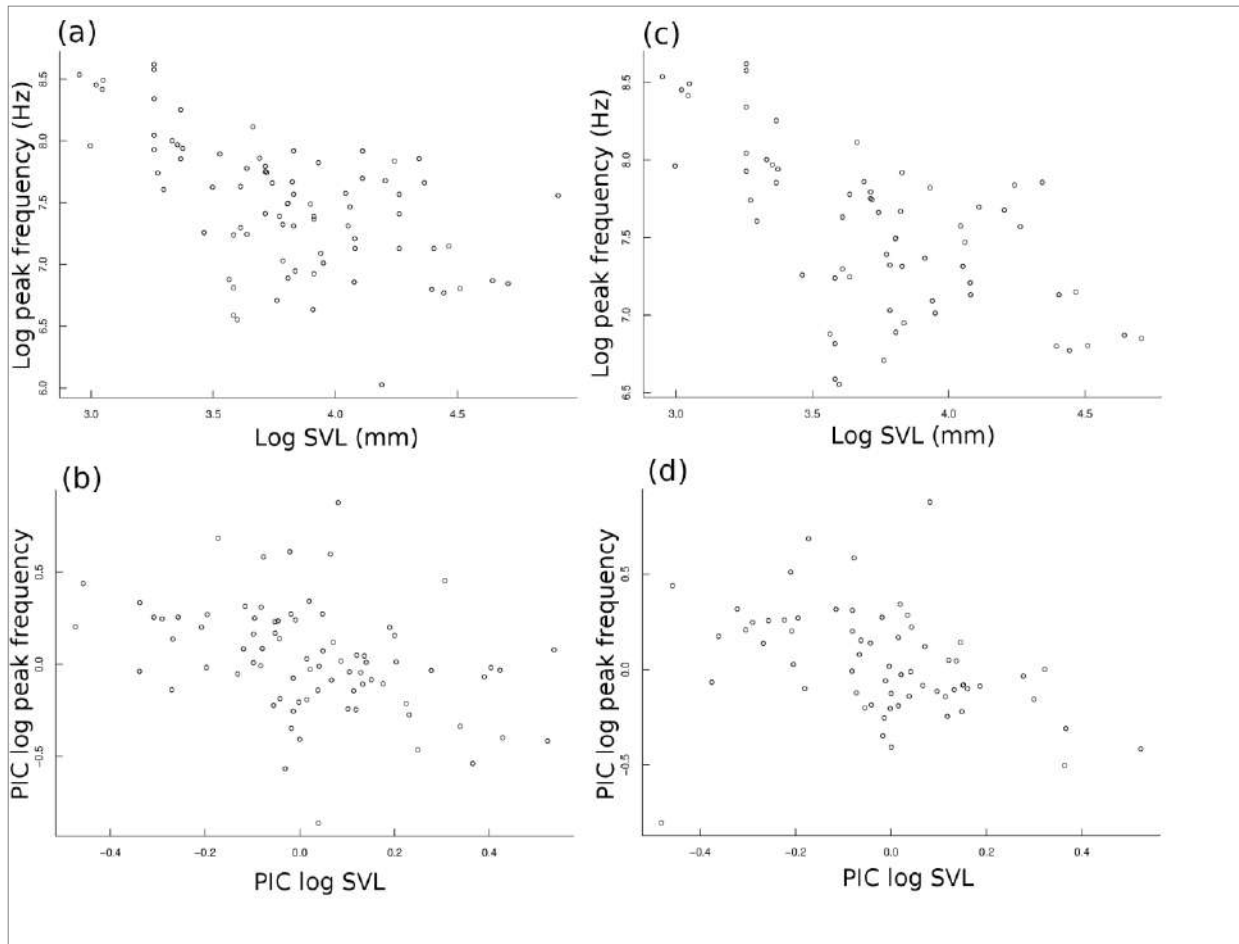 (a)
Log peak frequency (Hz)
8.5
8.0
7.5
7.0
6.5
6.0
3.0 3.5 4.0 4.5
Log SVL (mm)
(c)
Log peak frequency (Hz)
8.5
8.0
7.5
7.0
6.5
3.0 3.5 4.0 4.5
Log SVL (mm)
(b)
PIC log peak frequency
0.5
0.0
−0.5
−0.4 −0.2 0.0 0.2 0.4
PIC log SVL
(d)
PIC log peak frequency
0.5
0.0
−0.5
−0.4 −0.2 0.0 0.2 0.4
PIC log SVL